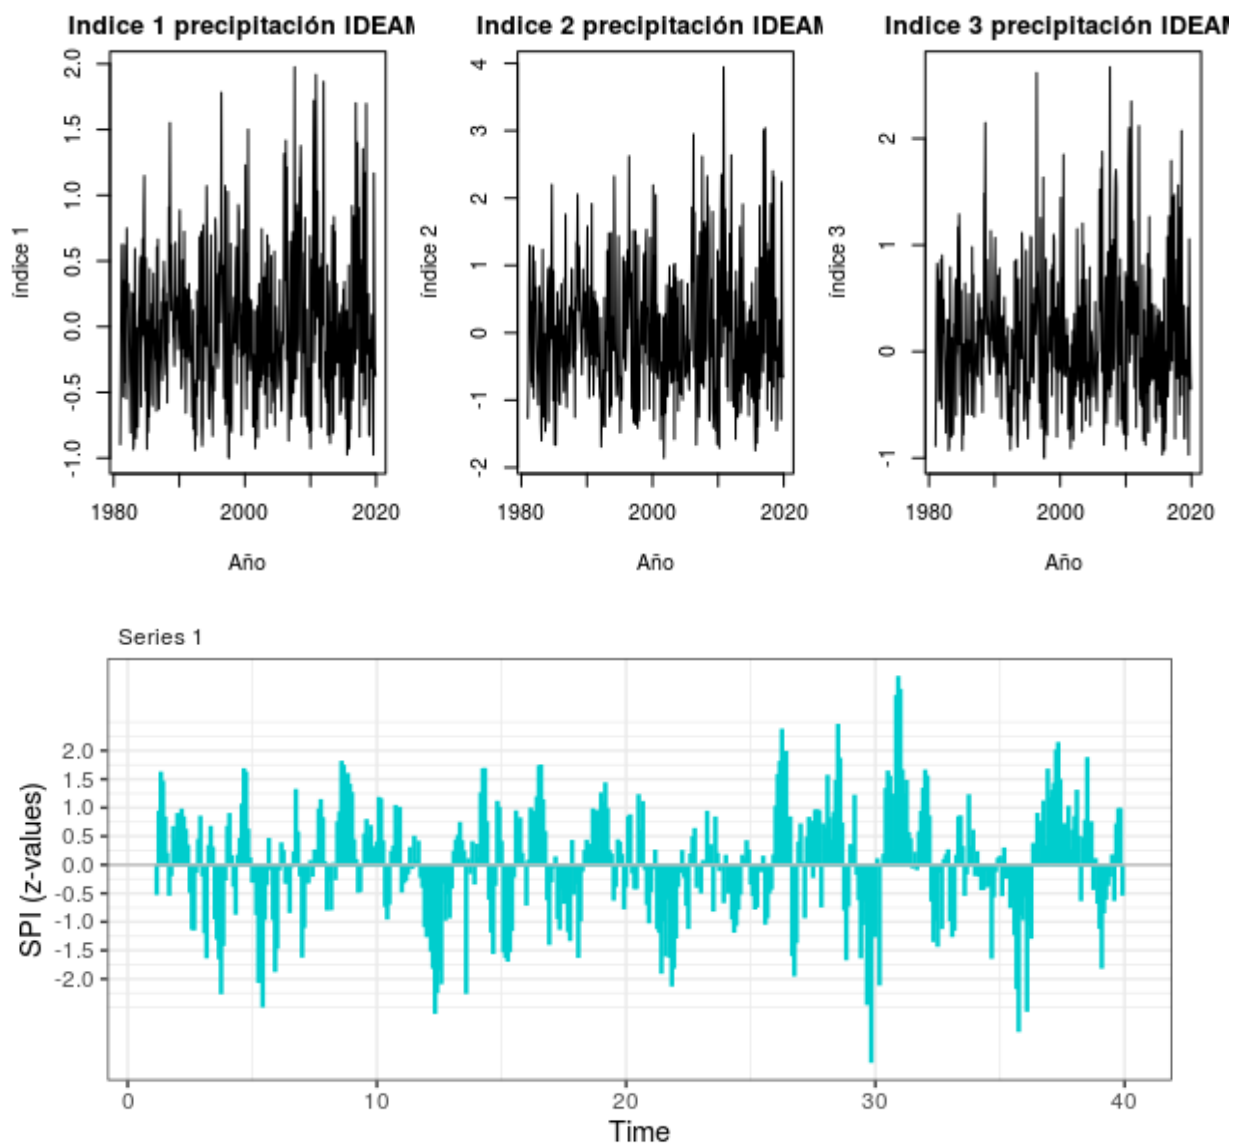 Indice 1 precipitación IDEAM
índice 1
2.0
1.5
1.0
0.5
0.0
-0.5
-1.0
1980 2000 2020
Año
Indice 2 precipitación IDEAM
índice 2
4
3
2
1
0
-1
-2
1980 2000 2020
Año
Indice 3 precipitación IDEAM
índice 3
2
1
0
-1
1980 2000 2020
Año
Series 1
SPI (z-values)
2.0
1.5
1.0
0.5
0.0
-0.5
-1.0
-1.5
-2.0
0 10 20 30 40
Time